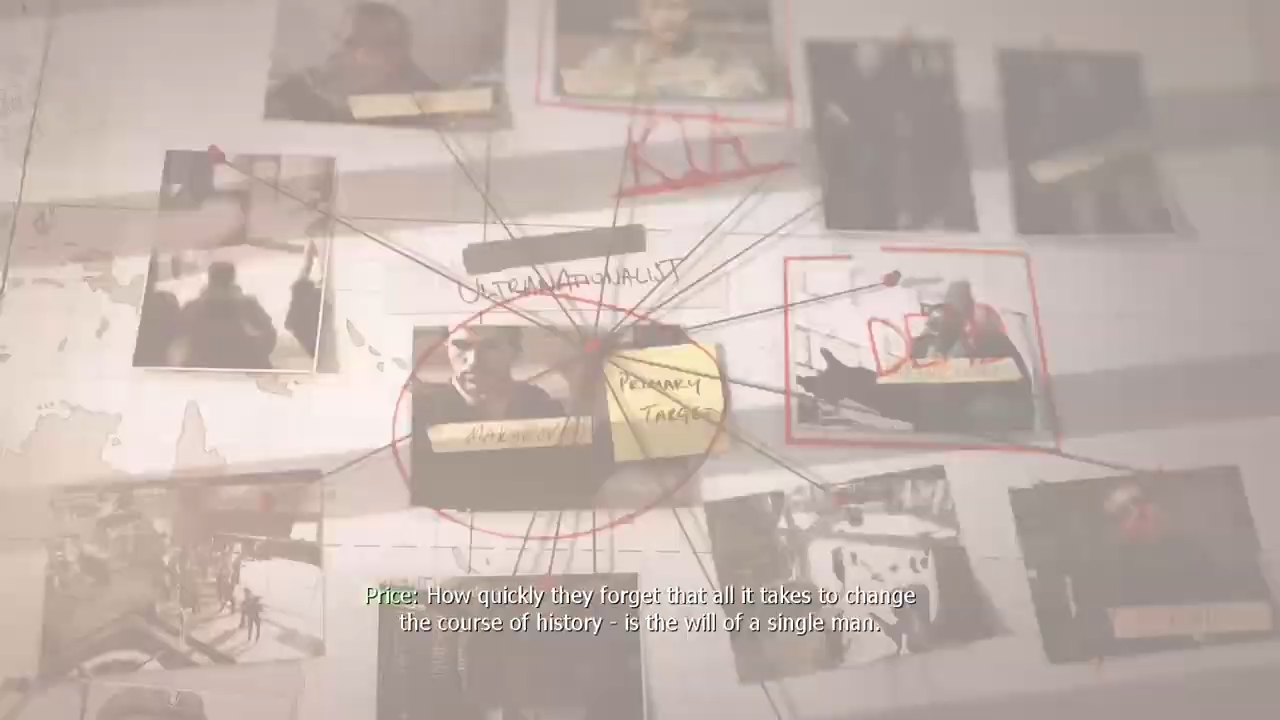 KIA
ULTRANATIONALIST
PRIMARY
TARGET
MAKAROV
Price: How quickly they forget that all it takes to change
the course of history - is the will of a single man.